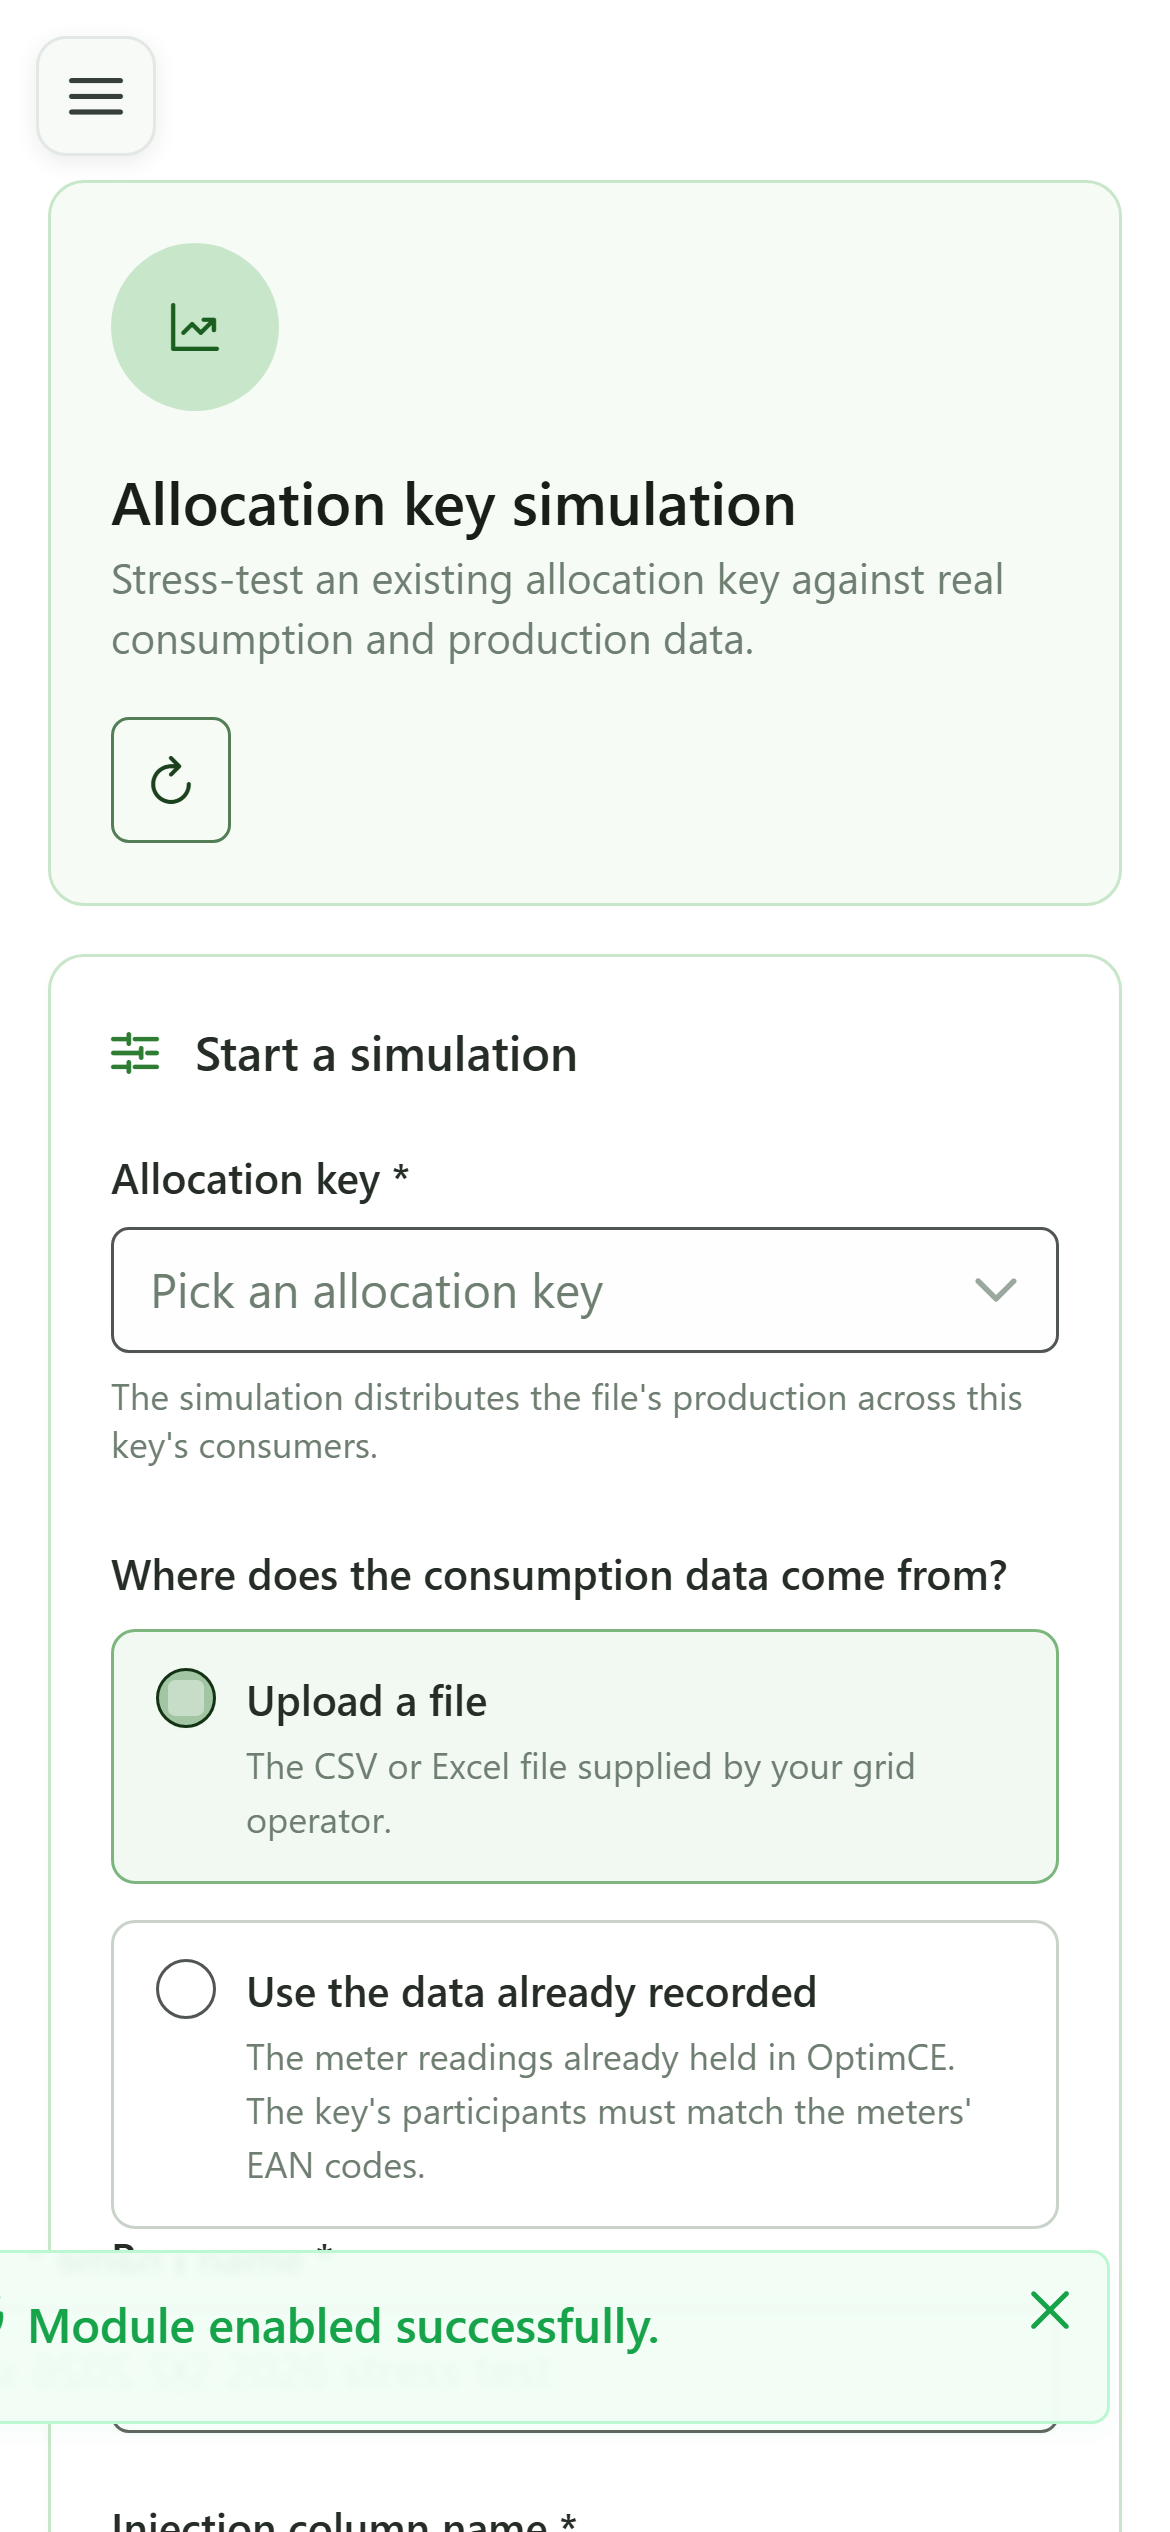 Allocation key simulation
Stress-test an existing allocation key against real
consumption and production data.
Start a simulation
Allocation key *
Pick an allocation key
The simulation distributes the file's production across this
key's consumers.
Where does the consumption data come from?
Upload a file
The CSV or Excel file supplied by your grid
operator.
Use the data already recorded
The meter readings already held in OptimCE.
The key's participants must match the meters'
EAN codes.
Module enabled successfully.
Injection column name *